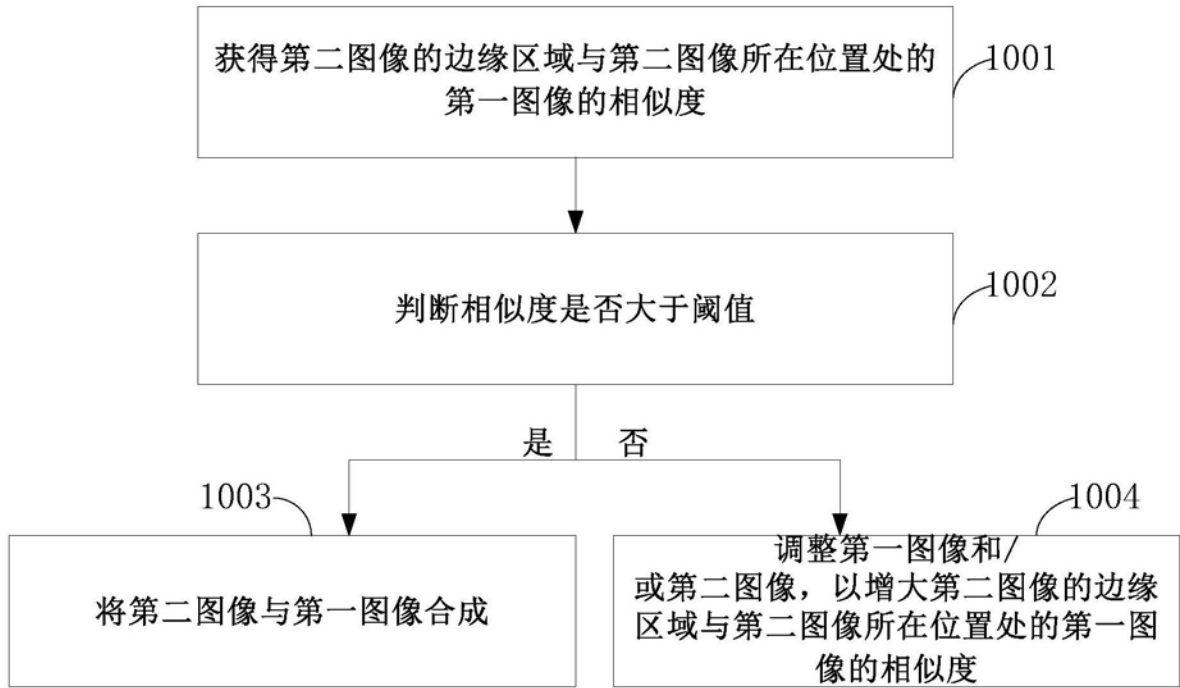 获得第二图像的边缘区域与第二图像所在位置处的
第一图像的相似度
1001
判断相似度是否大于阈值
1002
是 否
1003
1004
将第二图像与第一图像合成
调整第一图像和/
或第二图像，以增大第二图像的边缘
区域与第二图像所在位置处的第一图
像的相似度